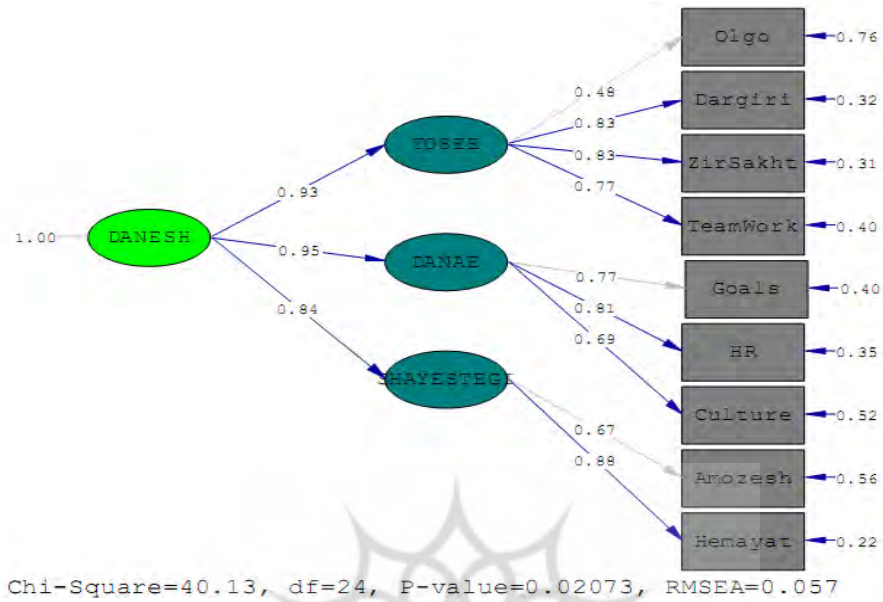 Olgo
0.76
0.48
Dargiri
0.32
0.83
TOSEE
0.83
ZirSakht
0.31
0.77
0.93
TeamWork
0.40
1.00
DANESH
0.95
DANAE
0.77
Goals
0.40
0.81
0.84
0.69
HR
0.35
SHAYESTEGI
Culture
0.52
0.67
0.88
Amozesh
0.56
Hemayat
0.22
Chi-Square=40.13, df=24, P-value=0.02073, RMSEA=0.057